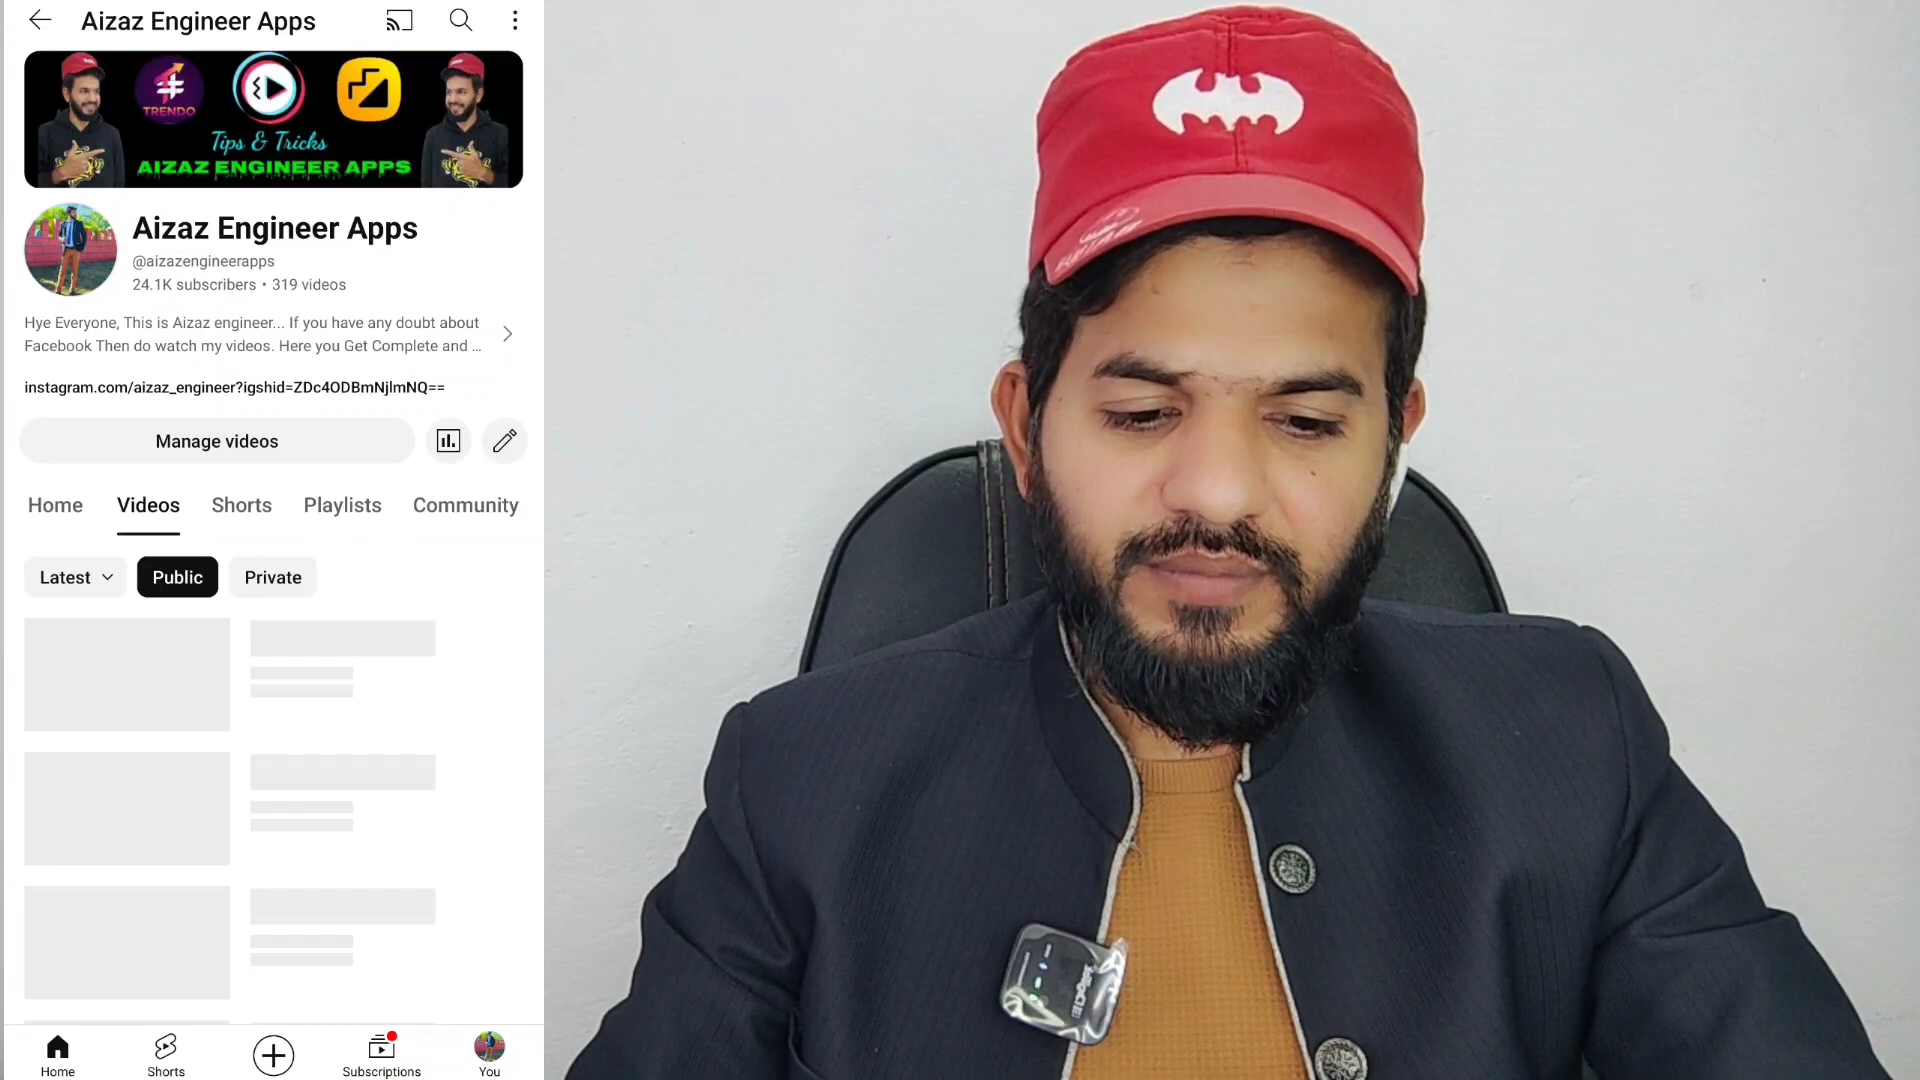 Aizaz Engineer Apps
TRENDO
Tips & Tricks
AIZAZ ENGINEER APPS
Aizaz Engineer Apps
@aizazengineerapps
24.1K subscribers • 319 videos
Hye Everyone, This is Aizaz engineer... If you have any doubt about
Facebook Then do watch my videos. Here you Get Complete and ...
instagram.com/aizaz_engineer?igshid=ZDc4ODBmNjlmNQ==
Manage videos
Home Videos Shorts Playlists Community
Latest Public Private
Home Shorts Subscriptions You